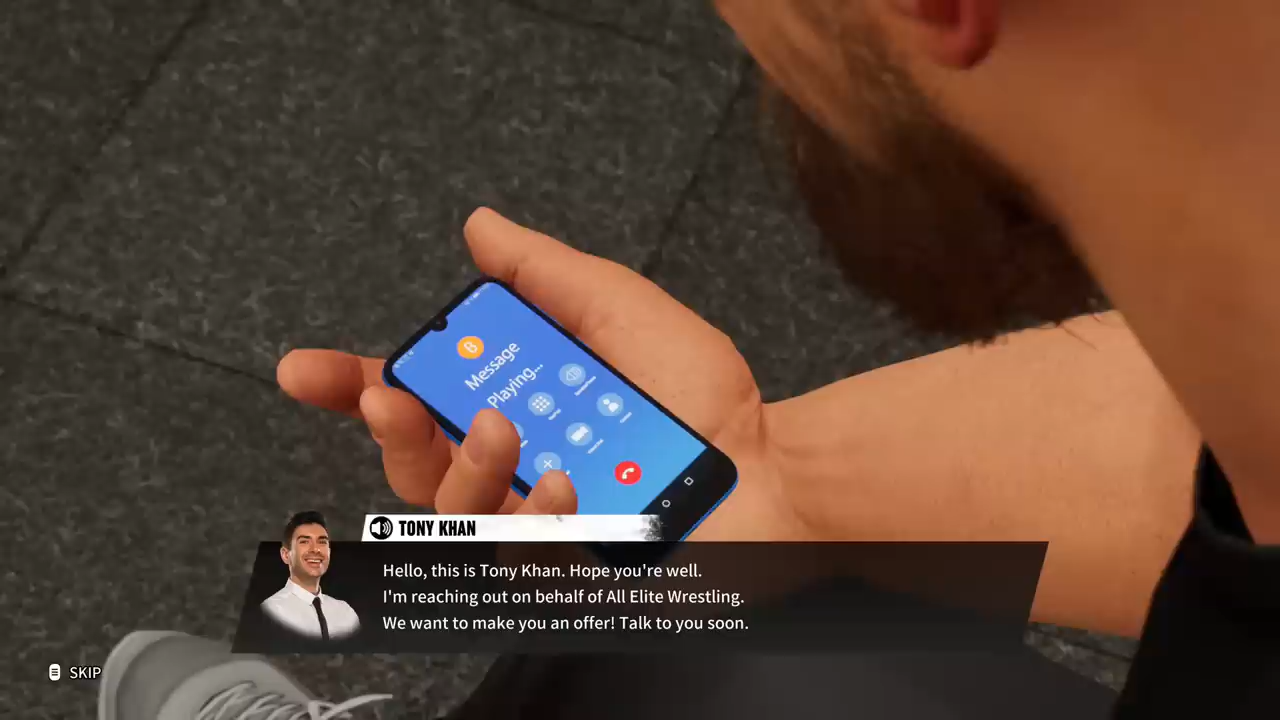 B
Message
Playing...
TONY KHAN
Hello, this is Tony Khan. Hope you're well.
I'm reaching out on behalf of All Elite Wrestling.
We want to make you an offer! Talk to you soon.
SKIP